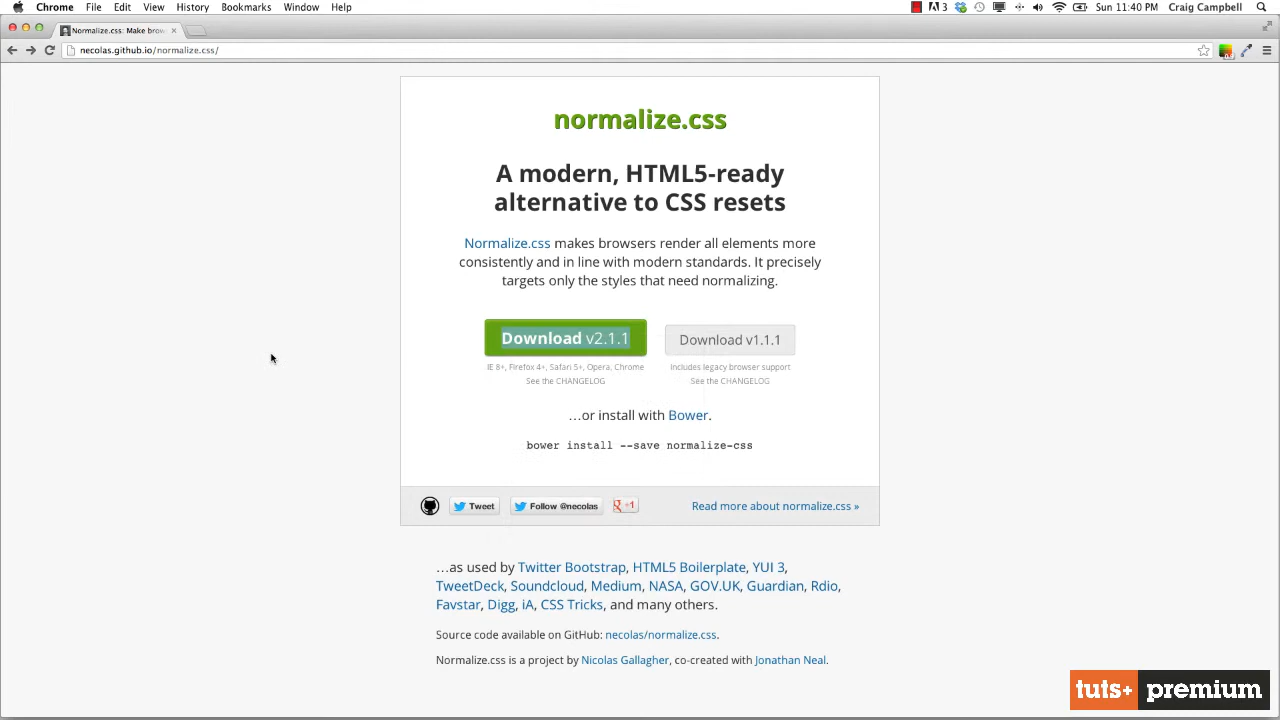 Chrome File Edit View History Bookmarks Window Help 3 Sun 11:40 PM Craig Campbell
Normalize.css: Make brow
necolas.github.io/normalize.css/
normalize.css
A modern, HTML5-ready
alternative to CSS resets
Normalize.css makes browsers render all elements more
consistently and in line with modern standards. It precisely
targets only the styles that need normalizing.
Download v2.1.1 Download v1.1.1
IE 8+, Firefox 4+, Safari 5+, Opera, Chrome Includes legacy browser support
See the CHANGELOG See the CHANGELOG
…or install with Bower.
bower install --save normalize-css
Tweet Follow @necolas g +1 Read more about normalize.css »
…as used by Twitter Bootstrap, HTML5 Boilerplate, YUI 3,
TweetDeck, Soundcloud, Medium, NASA, GOV.UK, Guardian, Rdio,
Favstar, Digg, iA, CSS Tricks, and many others.
Source code available on GitHub: necolas/normalize.css.
Normalize.css is a project by Nicolas Gallagher, co-created with Jonathan Neal.
tuts+ premium